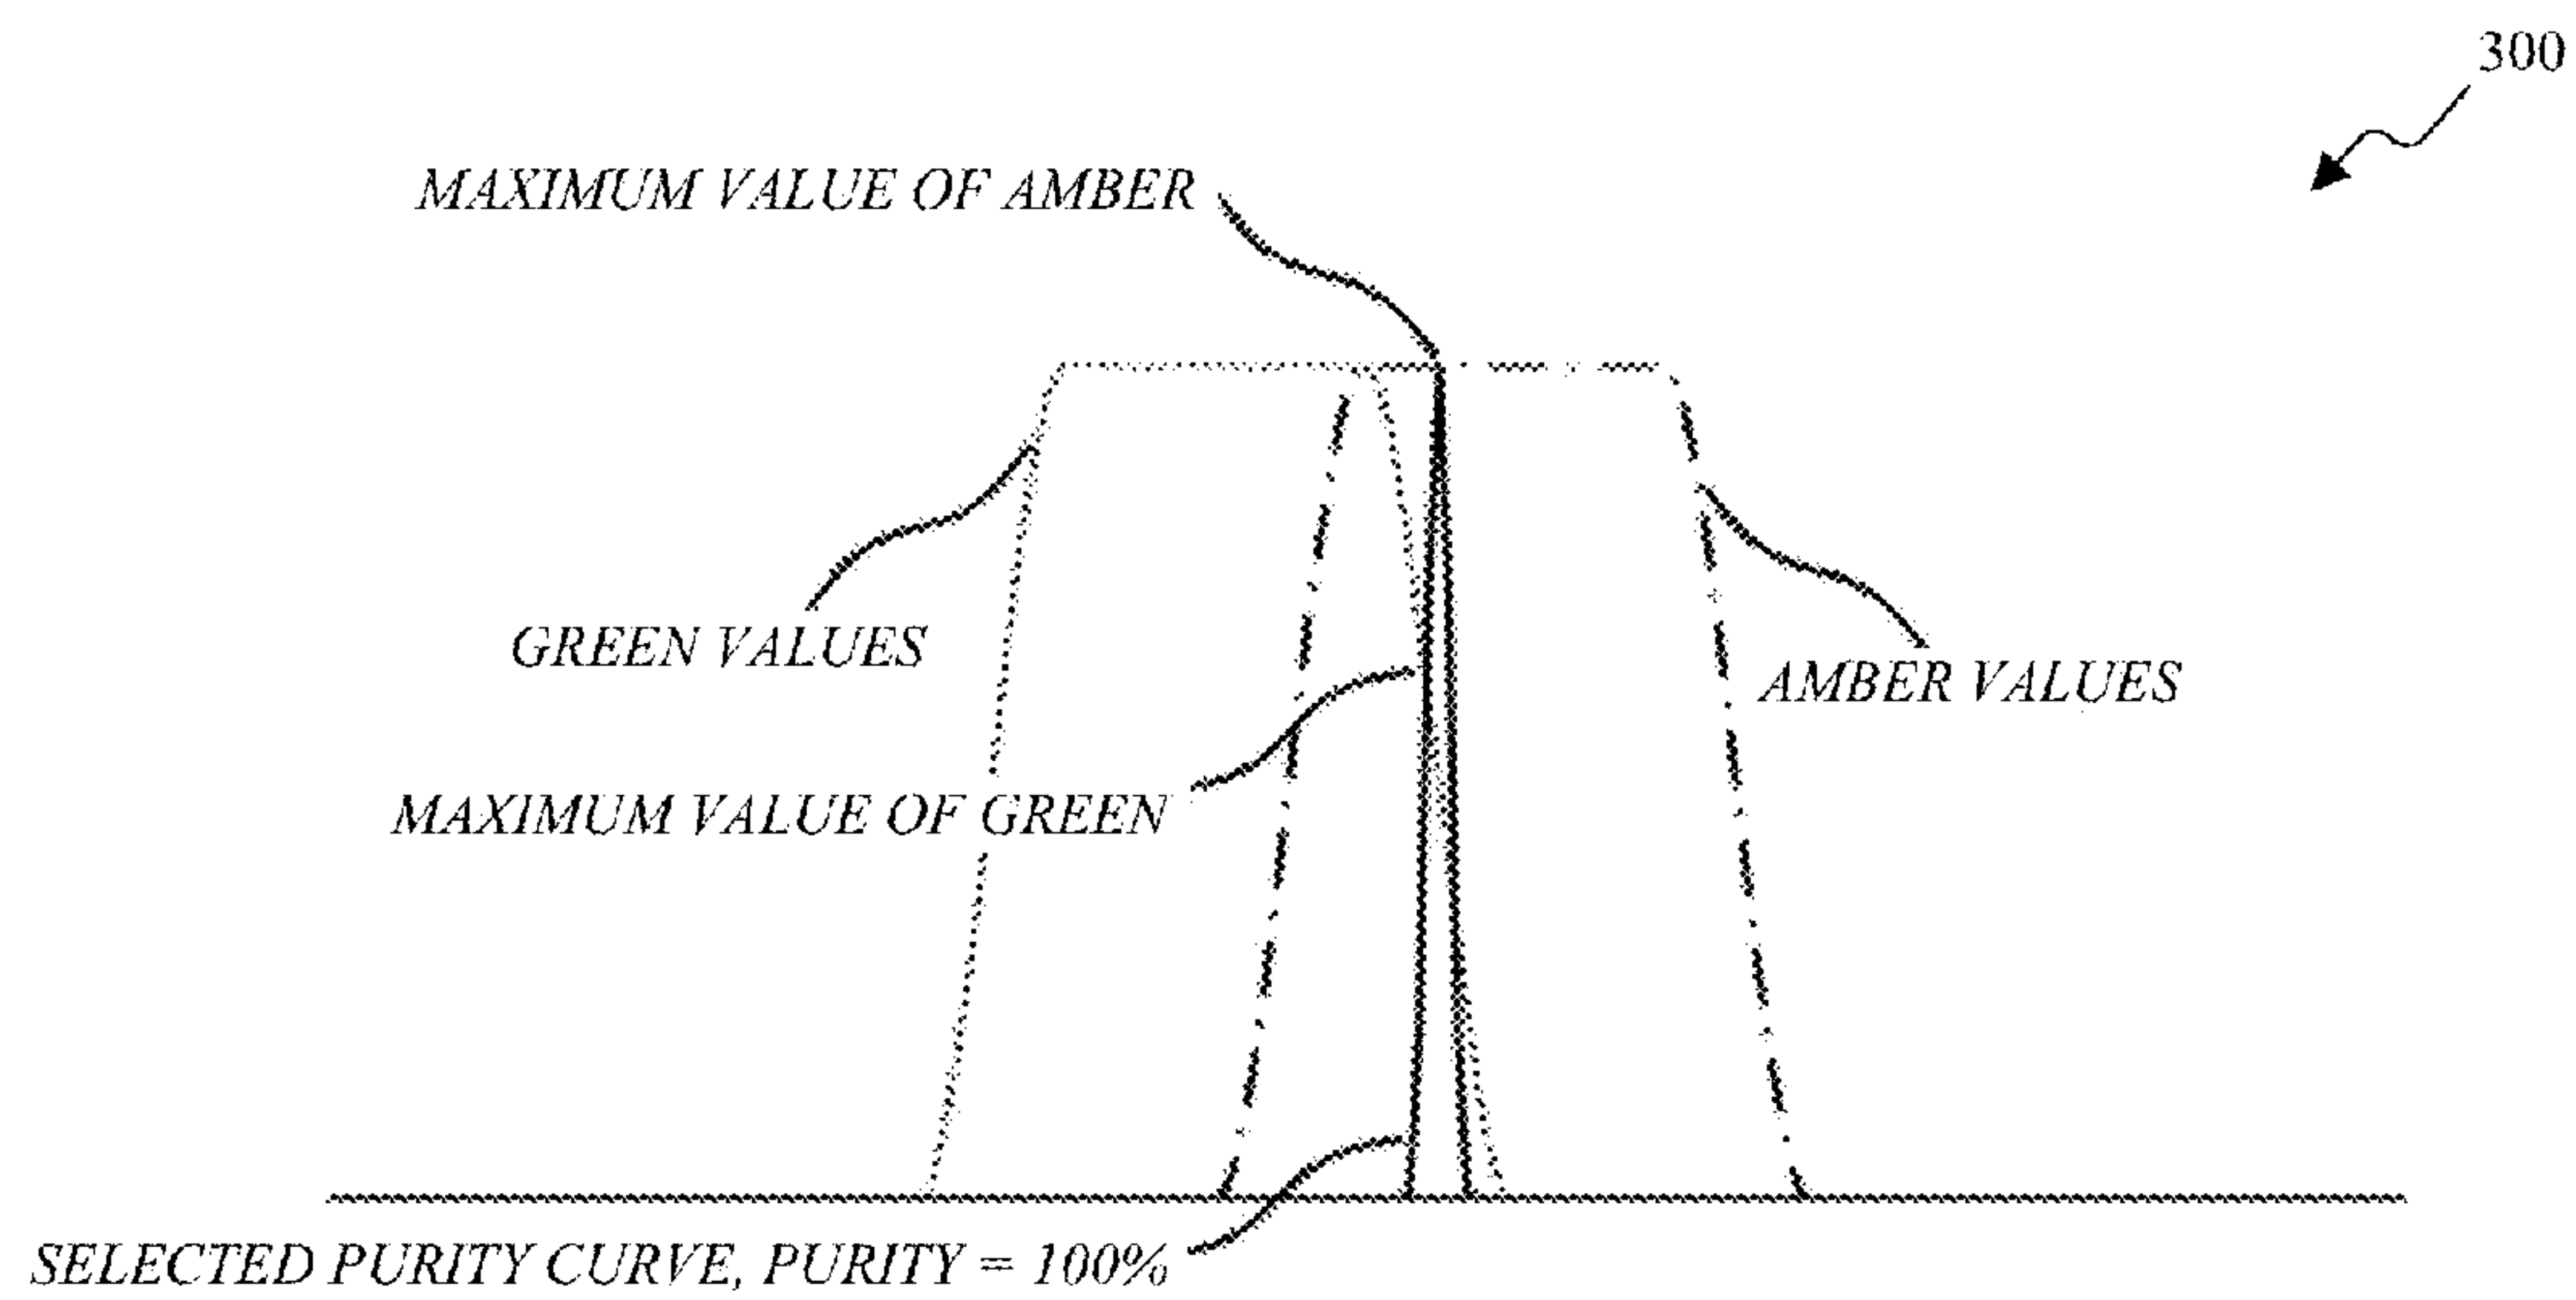 300
MAXIMUM VALUE OF AMBER
GREEN VALUES
AMBER VALUES
MAXIMUM VALUE OF GREEN
SELECTED PURITY CURVE, PURITY = 100%